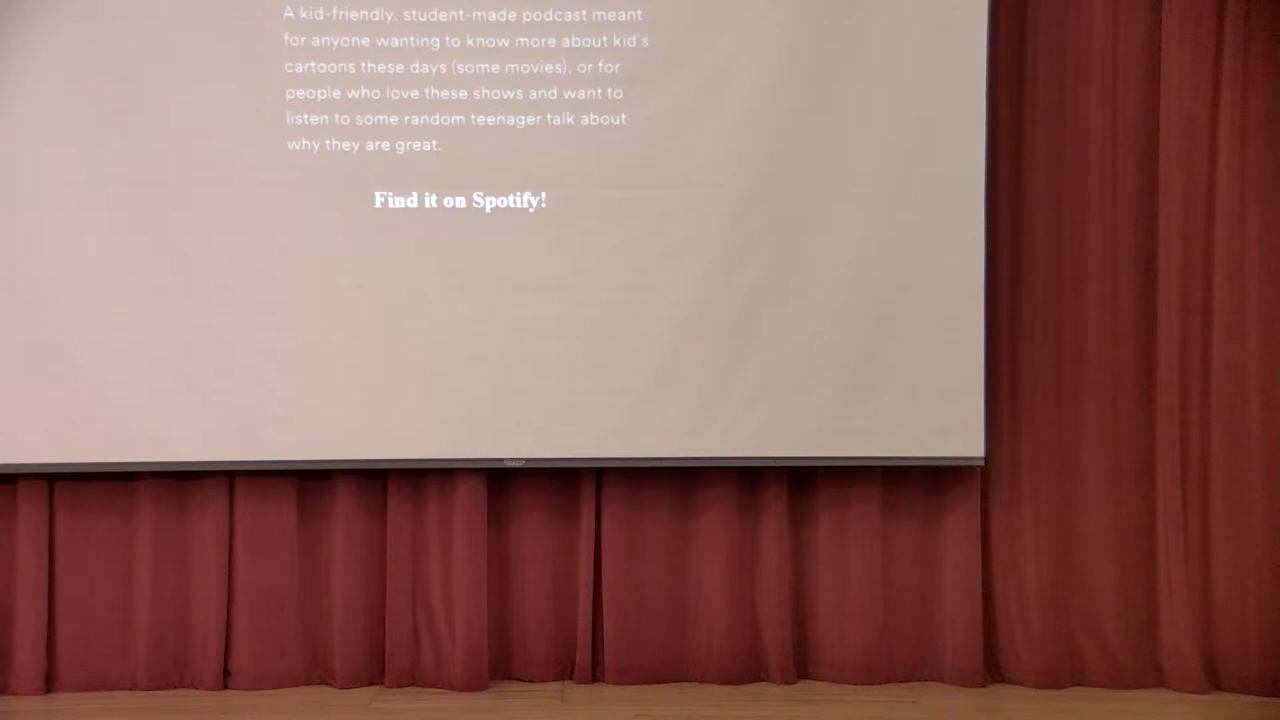 A kid-friendly, student-made podcast meant
for anyone wanting to know more about kid's
cartoons these days (some movies), or for
people who love these shows and want to
listen to some random teenager talk about
why they are great.
Find it on Spotify!